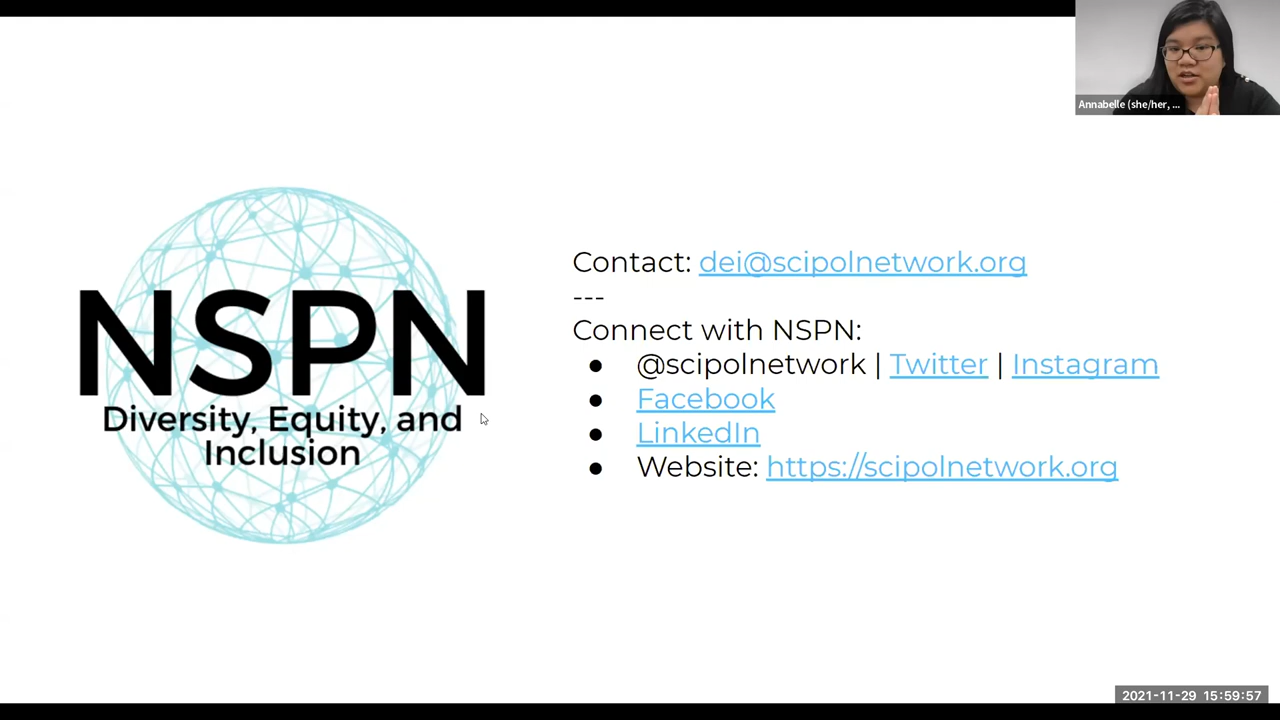 Annabelle (she/her, ...
NSPN
Diversity, Equity, and
Inclusion
Contact: dei@scipolnetwork.org
---
Connect with NSPN:
● @scipolnetwork | Twitter | Instagram
● Facebook
● LinkedIn
● Website: https://scipolnetwork.org
2021-11-29 15:59:57